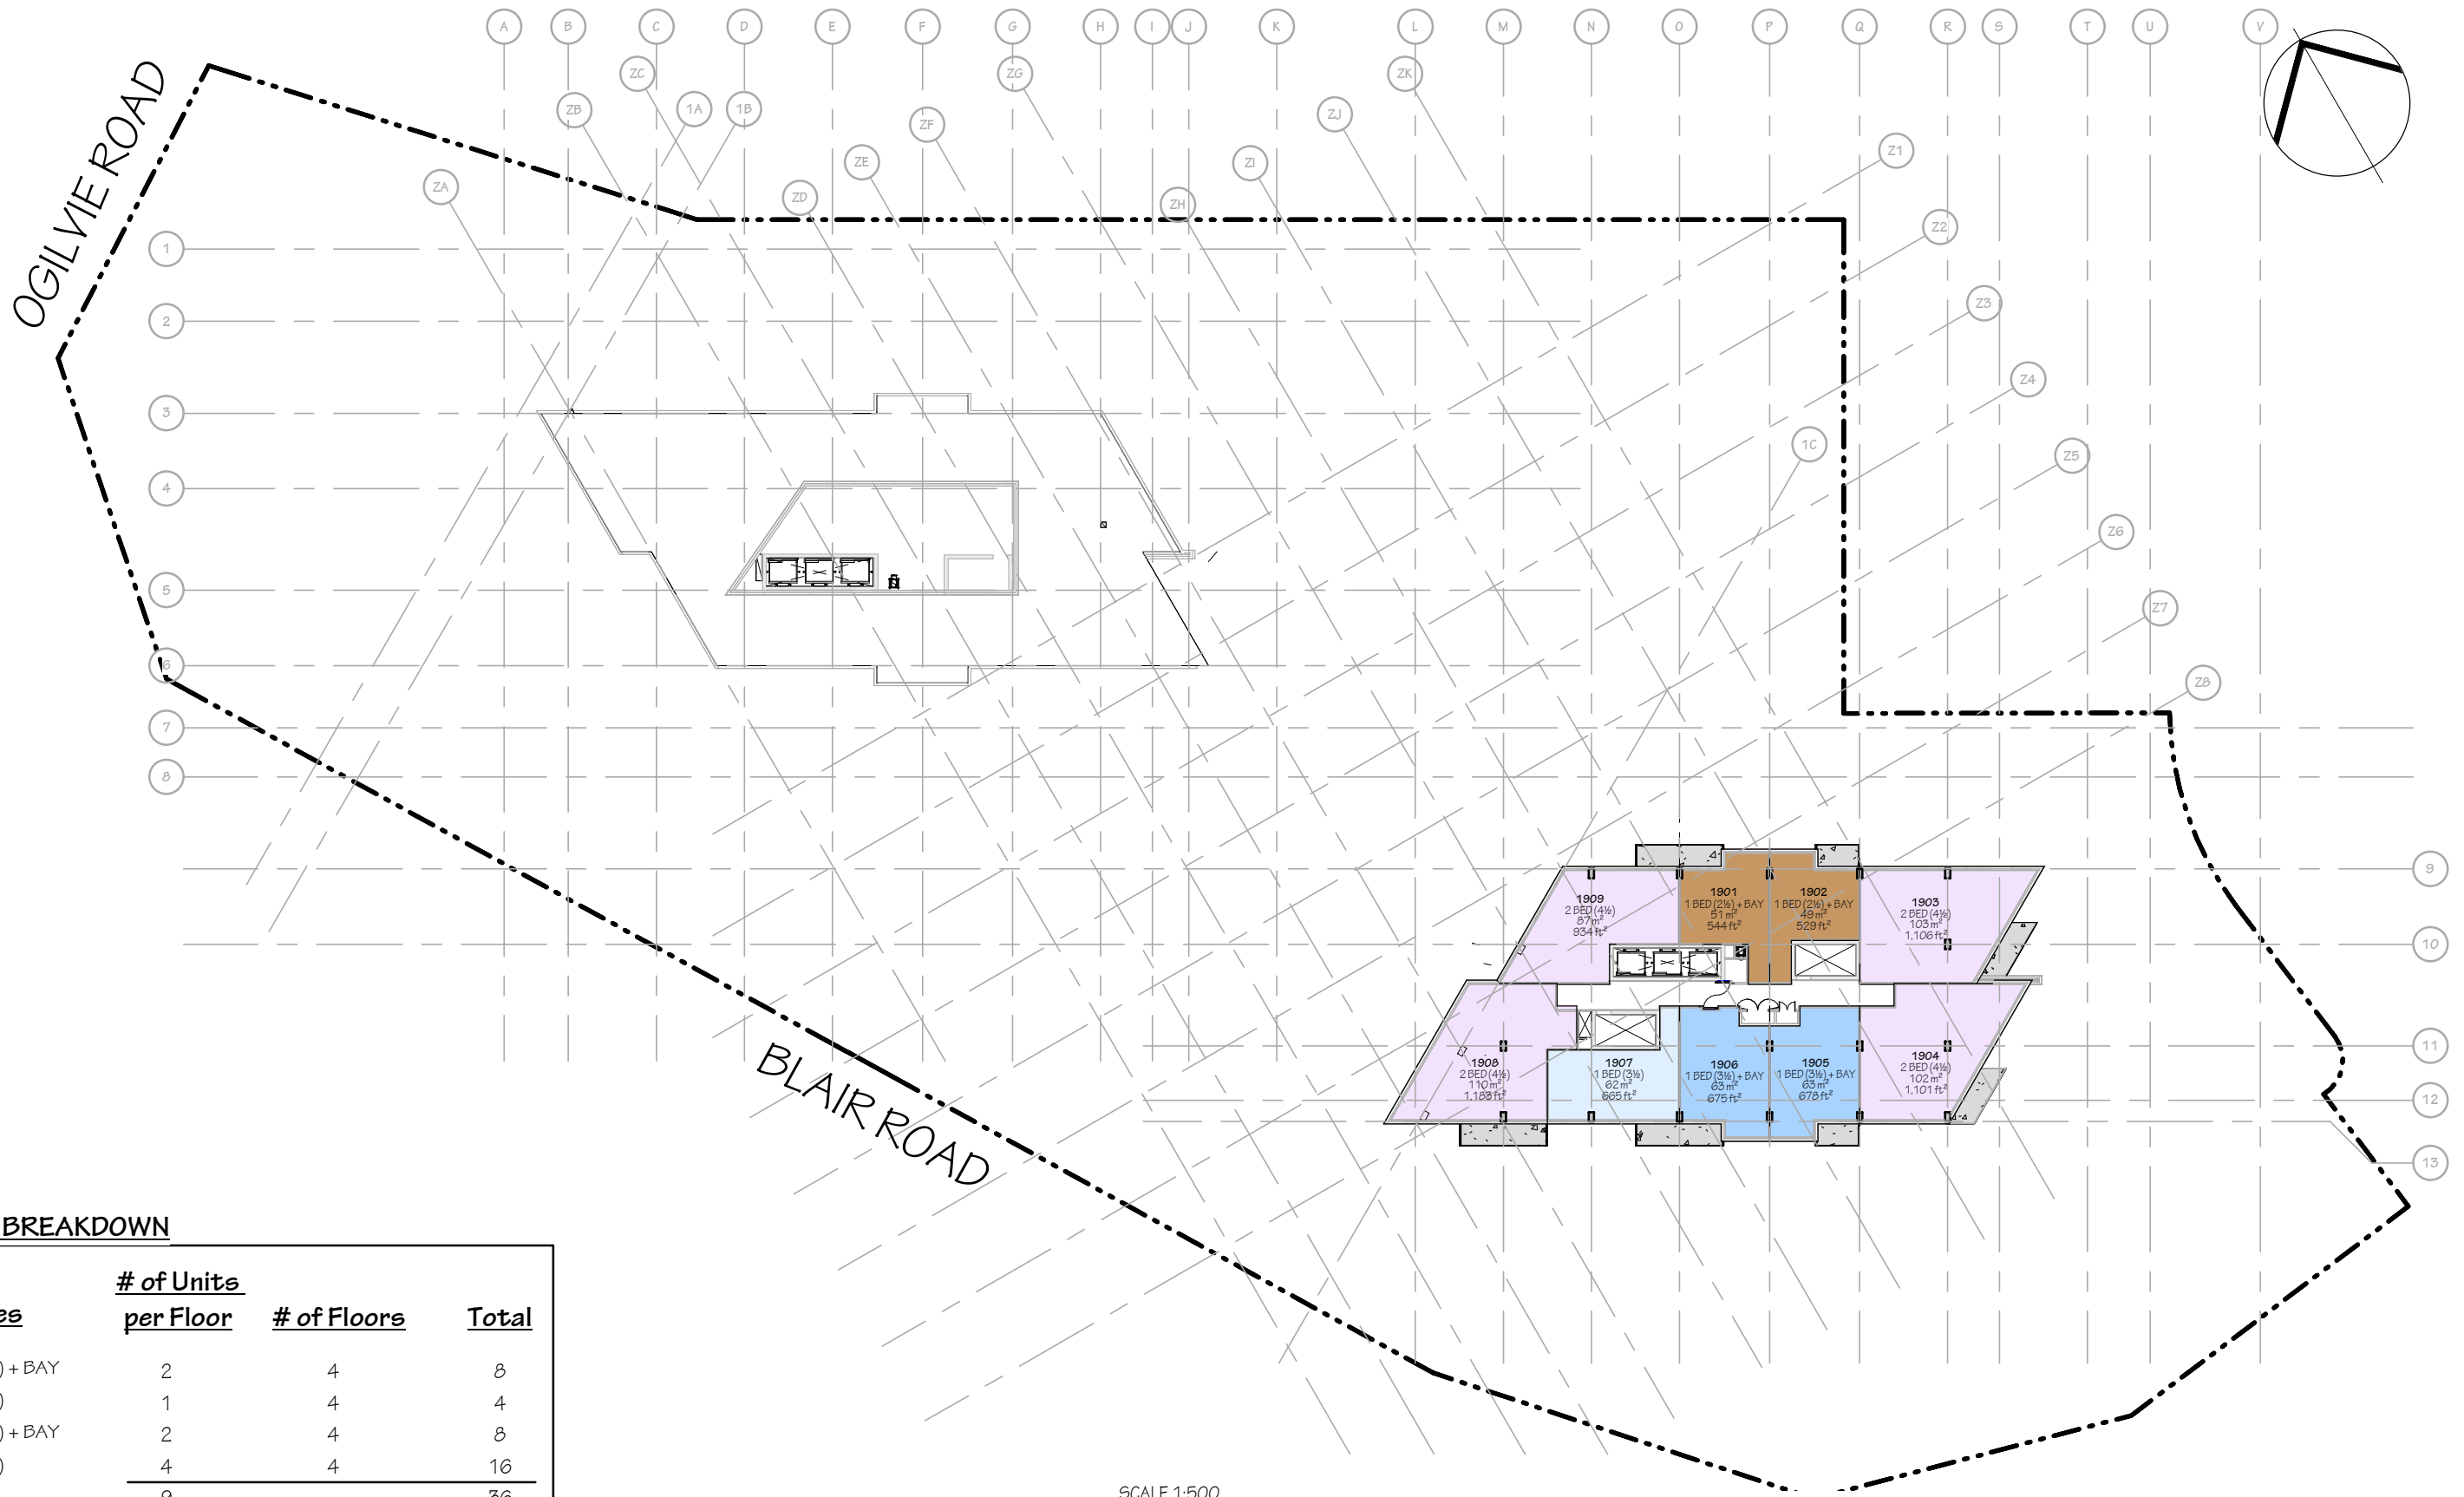 A B C D E F G H I J K L M N O P Q R S T U V
ZC ZG ZK
ZB 1A 1B ZF ZJ
ZE ZI Z1
ZA ZD ZH Z2
OGILVIE ROAD
1
2
Z3
Z4
3
1C Z5
4
Z6
5
Z7
6
Z8
7
8
9
10
11
12
13
1909
2 BED (4½)
87 m²
934 ft²
1901
1 BED (2½) + BAY
51 m²
544 ft²
1902
1 BED (2½) + BAY
49 m²
529 ft²
1903
2 BED (4½)
103 m²
1,106 ft²
1908
2 BED (4½)
110 m²
1,188 ft²
1907
1 BED (3½)
62 m²
665 ft²
1906
1 BED (3½) + BAY
63 m²
675 ft²
1905
1 BED (3½) + BAY
63 m²
678 ft²
1904
2 BED (4½)
102 m²
1,101 ft²
BLAIR ROAD
BREAKDOWN
# of Units
es per Floor # of Floors Total
) + BAY 2 4 8
) 1 4 4
) + BAY 2 4 8
) 4 4 16
9 36
SCALE 1:500